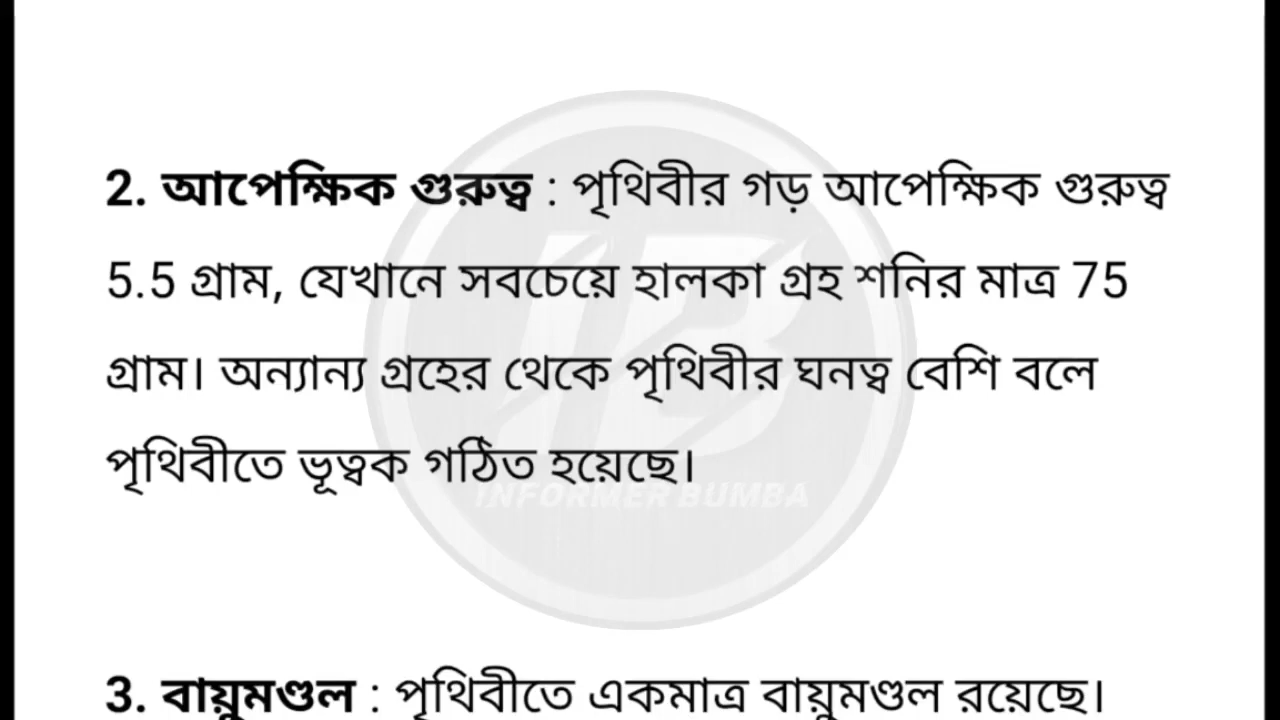 2. আপেক্ষিক গুরুত্ব : পৃথিবীর গড় আপেক্ষিক গুরুত্ব
5.5 গ্রাম, যেখানে সবচেয়ে হালকা গ্রহ শনির মাত্র 75
গ্রাম। অন্যান্য গ্রহের থেকে পৃথিবীর ঘনত্ব বেশি বলে
পৃথিবীতে ভূত্বক গঠিত হয়েছে।
INFORMER BUMBA
3. বায়ুমণ্ডল : পৃথিবীতে একমাত্র বায়ুমণ্ডল রয়েছে।